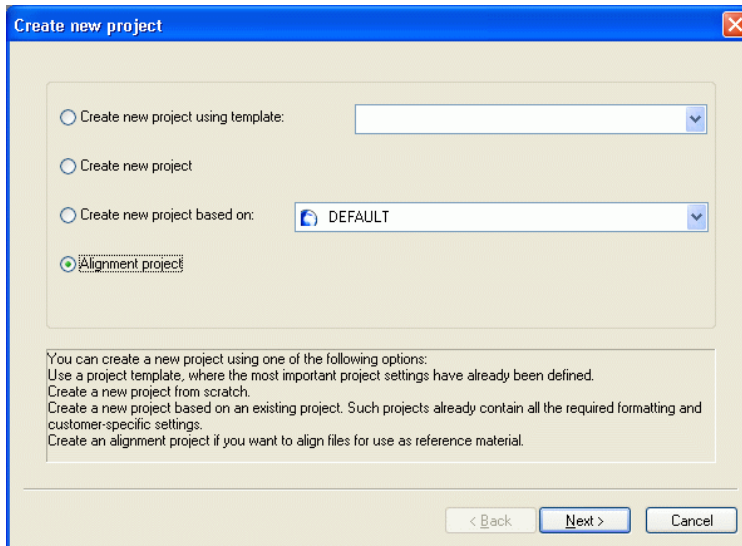 Create new project
Create new project using template:
Create new project
Create new project based on:
DEFAULT
Alignment project
You can create a new project using one of the following options:
Use a project template, where the most important project settings have already been defined.
Create a new project from scratch.
Create a new project based on an existing project. Such projects already contain all the required formatting and
customer-specific settings.
Create an alignment project if you want to align files for use as reference material.
< Back
Next >
Cancel